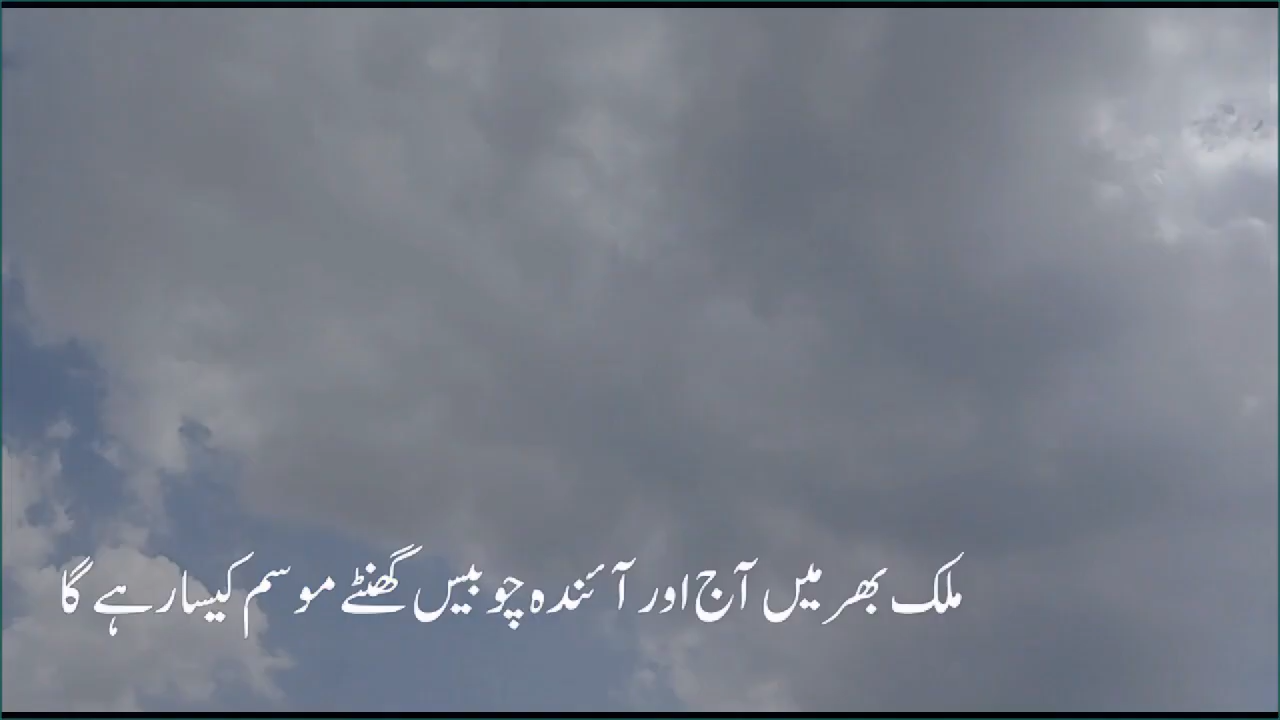 ملک بھر میں آج اور آئندہ چوبیس گھنٹے موسم کیسا رہے گا